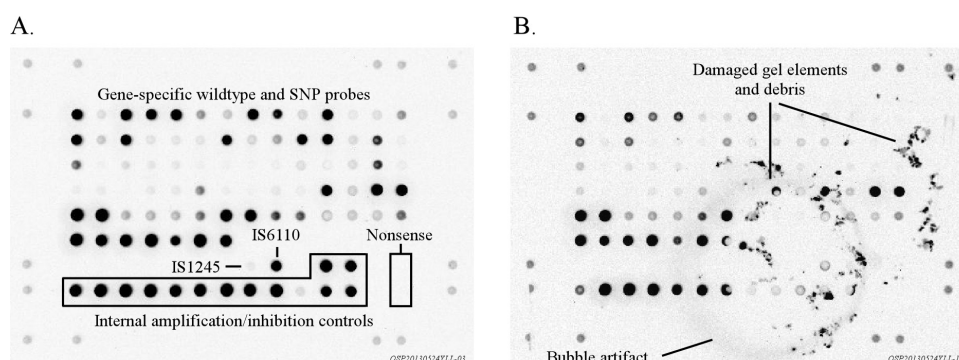 A.
B.
Gene-specific wildtype and SNP probes
Damaged gel elements
and debris
IS6110
IS1245
Nonsense
Internal amplification/inhibition controls
Bubble artifact